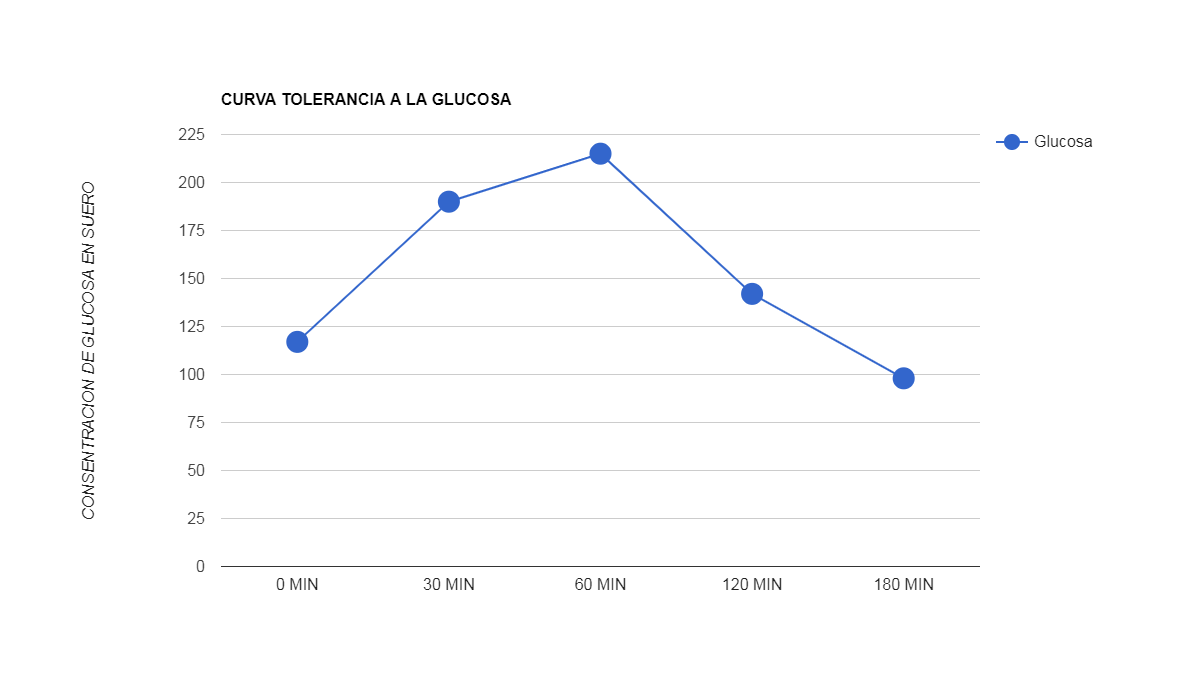 CURVA TOLERANCIA A LA GLUCOSA
CONSENTRACION DE GLUCOSA EN SUERO
225
200
175
150
125
100
75
50
25
0
0 MIN
30 MIN
60 MIN
120 MIN
180 MIN
Glucosa